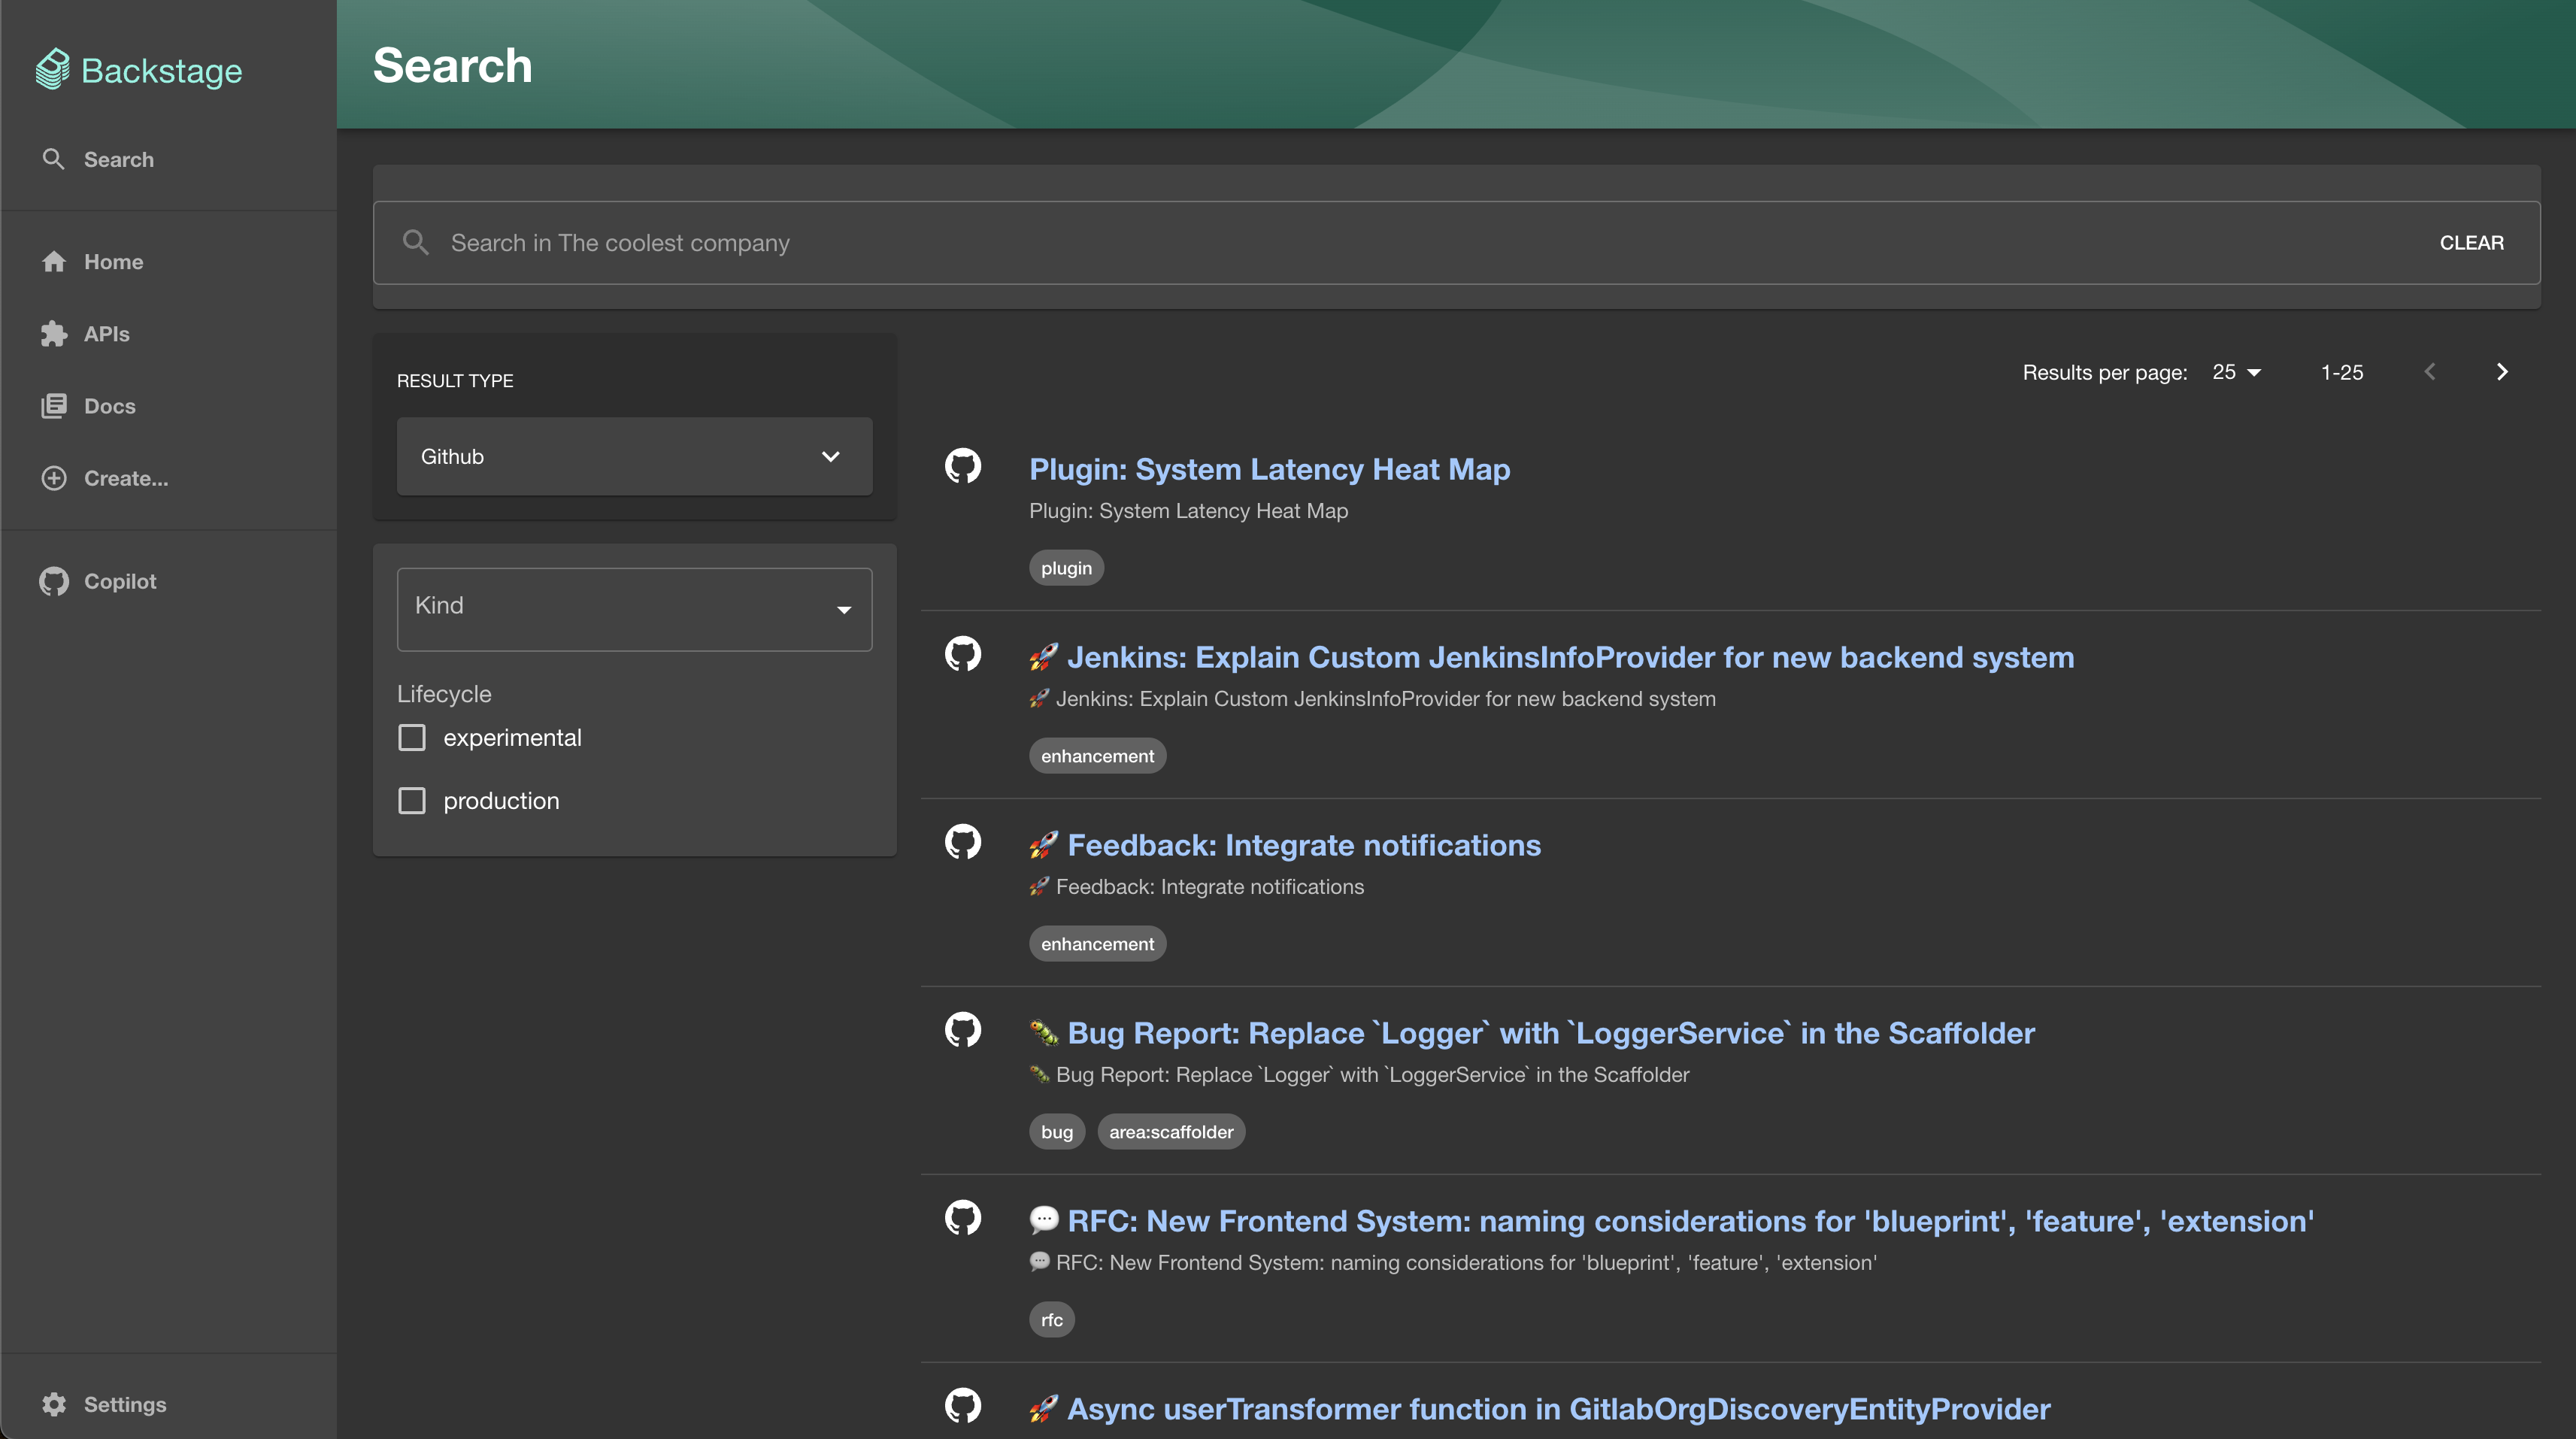 Backstage
Search
Home
APIs
Docs
Create...
Copilot
Settings
Search
Search in The coolest company
CLEAR
RESULT TYPE
Github
Kind
Lifecycle
experimental
production
Results per page: 25 1-25
Plugin: System Latency Heat Map
Plugin: System Latency Heat Map
plugin
🚀 Jenkins: Explain Custom JenkinsInfoProvider for new backend system
🚀 Jenkins: Explain Custom JenkinsInfoProvider for new backend system
enhancement
🚀 Feedback: Integrate notifications
🚀 Feedback: Integrate notifications
enhancement
🐛 Bug Report: Replace `Logger` with `LoggerService` in the Scaffolder
🐛 Bug Report: Replace `Logger` with `LoggerService` in the Scaffolder
bug area:scaffolder
💬 RFC: New Frontend System: naming considerations for 'blueprint', 'feature', 'extension'
💬 RFC: New Frontend System: naming considerations for 'blueprint', 'feature', 'extension'
rfc
🚀 Async userTransformer function in GitlabOrgDiscoveryEntityProvider